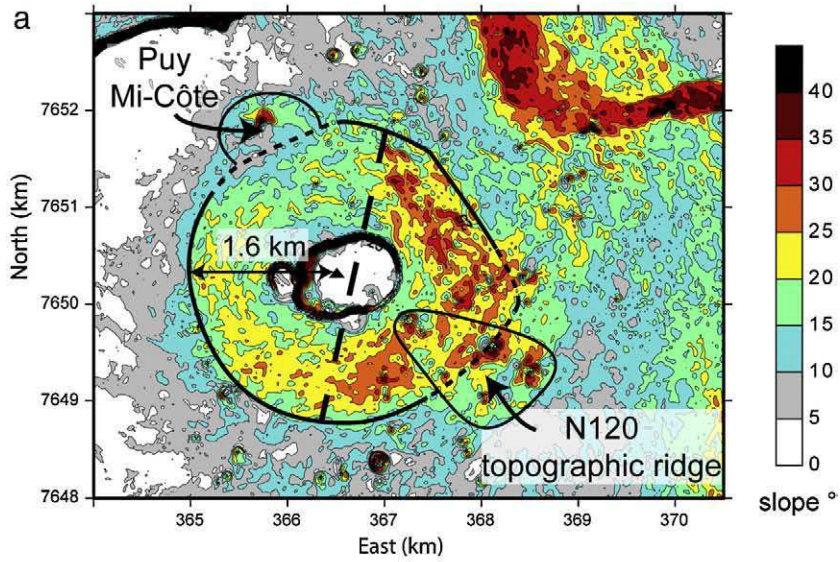 a
Puy
Mi-Côte
1.6 km
N120
topographic ridge
North (km)
7652
7651
7650
7649
7648
365
366
367
368
369
370
East (km)
40
35
30
25
20
15
10
5
0
slope °